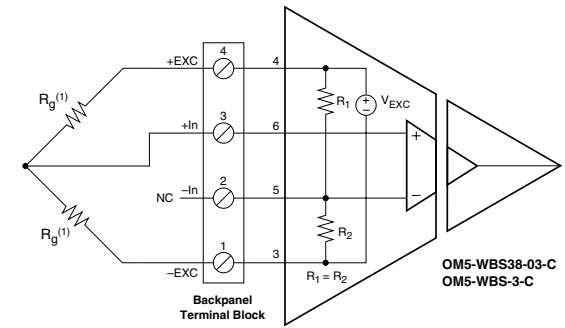 +EXC
4
4
Rg(1)
R1
VEXC
+
−
+In
3
6
+
NC
−In
2
5
−
Rg(1)
R2
1
3
−EXC
R1 = R2
Backpanel
Terminal Block
OM5-WBS38-03-C
OM5-WBS-3-C